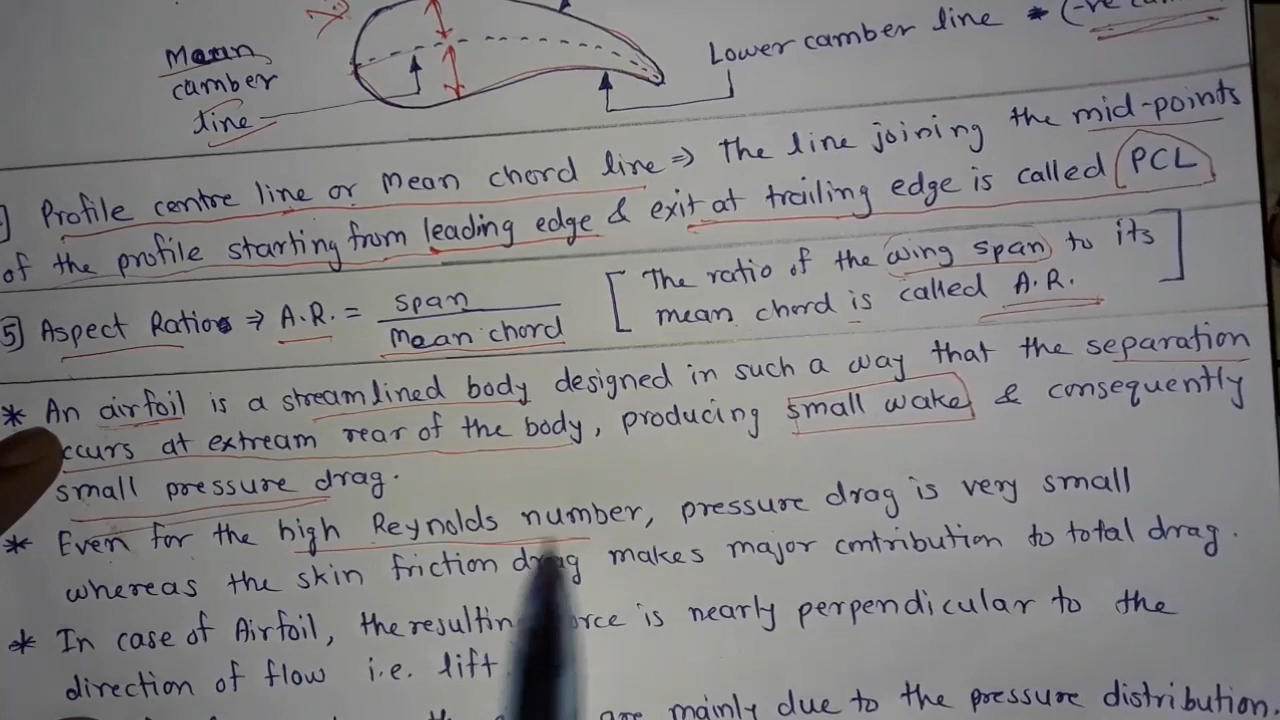 Mean
camber
line
Lower camber line * (-ve
Profile centre line or Mean chord line ⇒ The line joining the mid-points
of the profile starting from leading edge & exit at trailing edge is called PCL
5] Aspect Ratio ⇒ A.R. = span / Mean chord [The ratio of the wing span to its
mean chord is called A.R.]
* An airfoil is a streamlined body designed in such a way that the separation
ccurs at extream rear of the body, producing small wake & consequently
small pressure drag.
* Even for the high Reynolds number, pressure drag is very small
whereas the skin friction drag makes major contribution to total drag.
* In case of Airfoil, the resultin orce is nearly perpendicular to the
direction of flow i.e. lift
are mainly due to the pressure distribution.